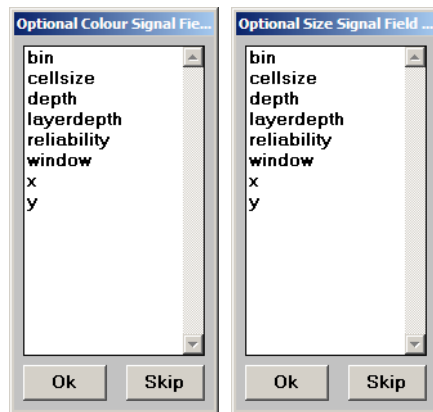 Optional Colour Signal Fie...
bin
cellsize
depth
layerdepth
reliability
window
x
y
Ok
Skip
Optional Size Signal Field ...
bin
cellsize
depth
layerdepth
reliability
window
x
y
Ok
Skip